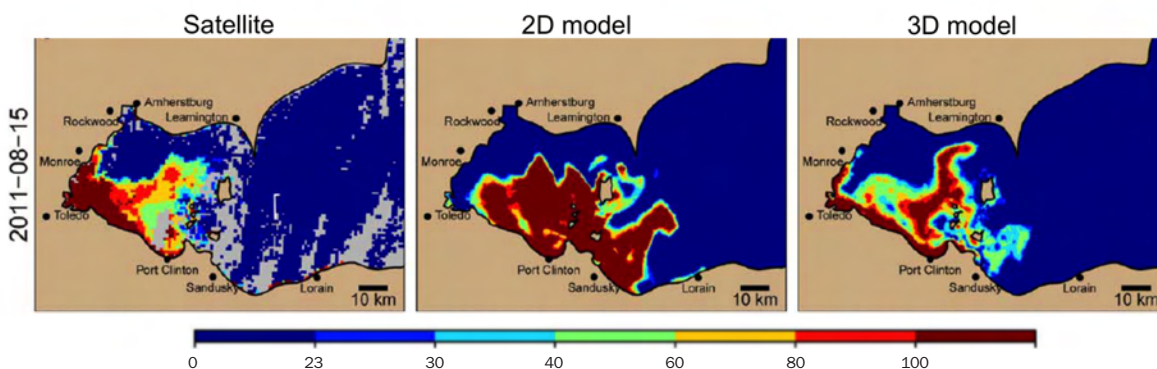 Satellite
2D model
3D model
2011-08-15
Amherstburg
Leamington
Rockwood
Monroe
Toledo
Port Clinton
Sandusky
Lorain
10 km
Amherstburg
Leamington
Rockwood
Monroe
Toledo
Port Clinton
Sandusky
Lorain
10 km
Amherstburg
Leamington
Rockwood
Monroe
Toledo
Port Clinton
Sandusky
Lorain
10 km
0 23 30 40 60 80 100